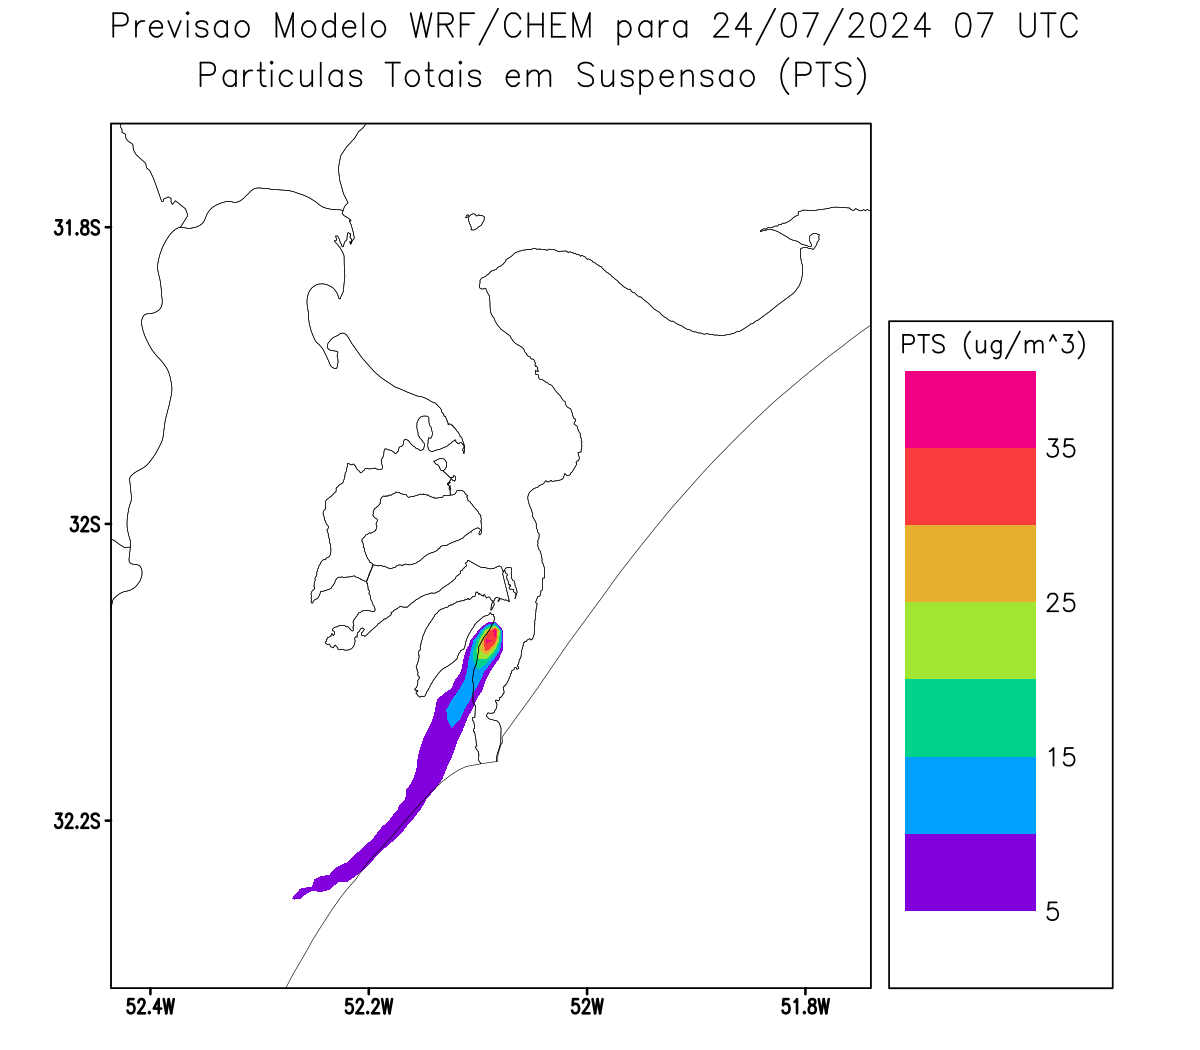 Previsao Modelo WRF/CHEM para 24/07/2024 07 UTC
Particulas Totais em Suspensao (PTS)
31.8S
32S
32.2S
52.4W
52.2W
52W
51.8W
PTS (ug/m^3)
35
25
15
5